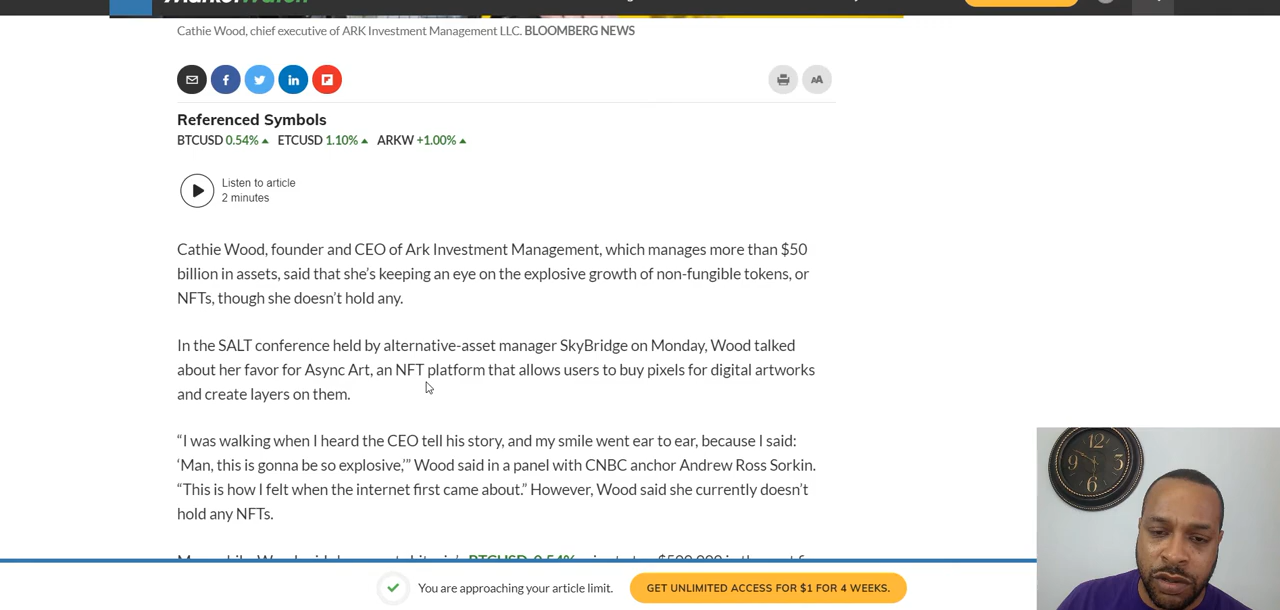 Cathie Wood, chief executive of ARK Investment Management LLC. BLOOMBERG NEWS
f
in
AA
Referenced Symbols
BTCUSD 0.54% ETCUSD 1.10% ARKW +1.00%
Listen to article
2 minutes
Cathie Wood, founder and CEO of Ark Investment Management, which manages more than $50
billion in assets, said that she’s keeping an eye on the explosive growth of non-fungible tokens, or
NFTs, though she doesn’t hold any.
In the SALT conference held by alternative-asset manager SkyBridge on Monday, Wood talked
about her favor for Async Art, an NFT platform that allows users to buy pixels for digital artworks
and create layers on them.
“I was walking when I heard the CEO tell his story, and my smile went ear to ear, because I said:
‘Man, this is gonna be so explosive,’” Wood said in a panel with CNBC anchor Andrew Ross Sorkin.
“This is how I felt when the internet first came about.” However, Wood said she currently doesn’t
hold any NFTs.
You are approaching your article limit.
GET UNLIMITED ACCESS FOR $1 FOR 4 WEEKS.
12
9 3
6